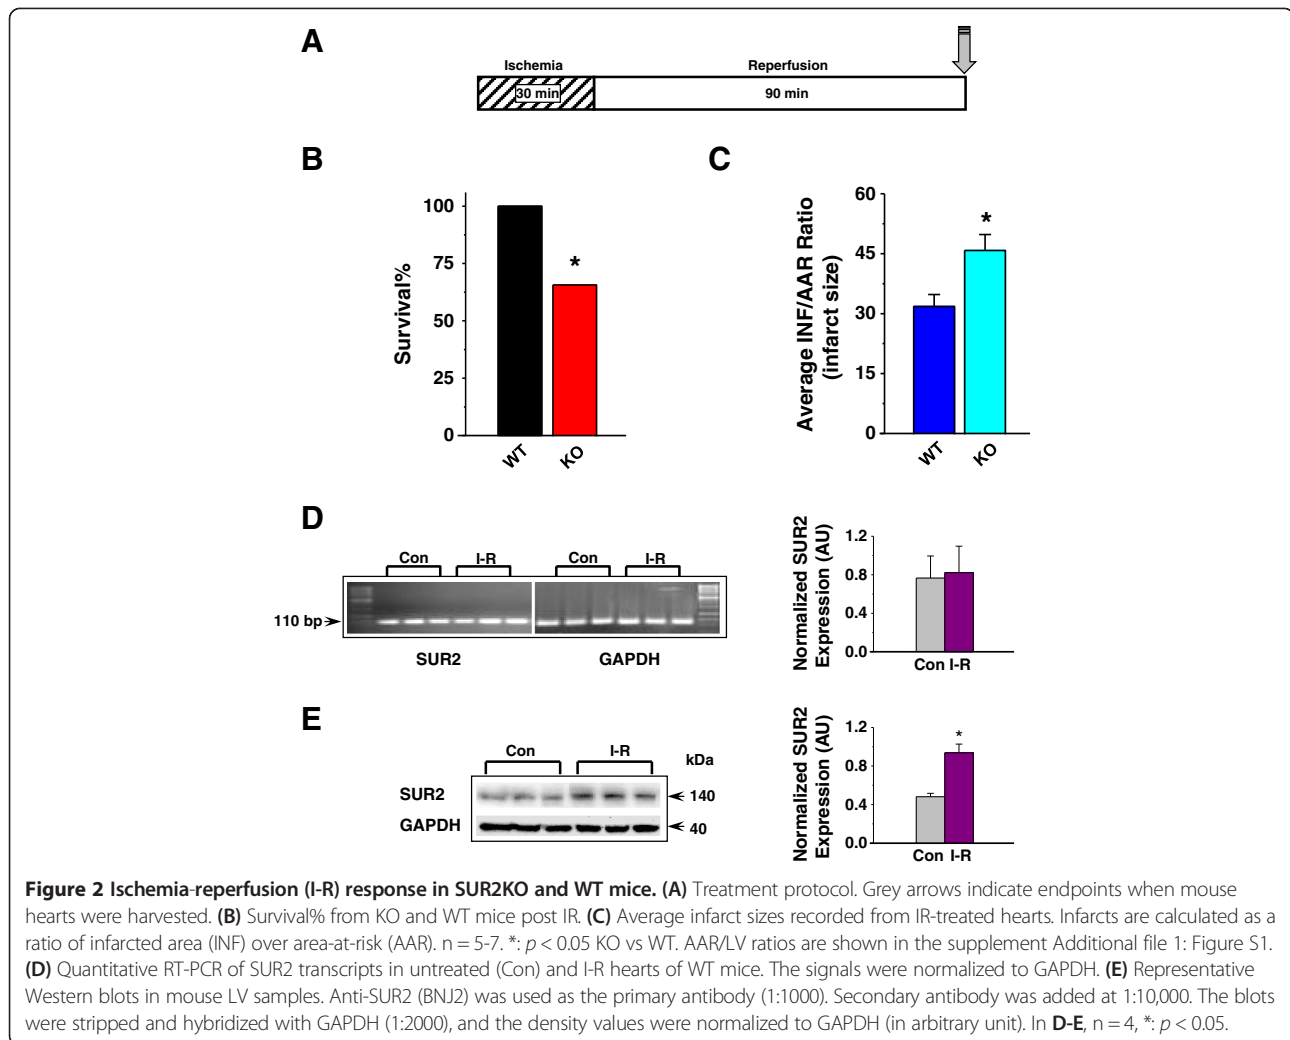 A
Ischemia
Reperfusion
30 min
90 min
B
Survival%
100
75
50
25
0
*
WT
KO
C
Average INF/AAR Ratio
(infarct size)
60
45
30
15
0
*
WT
KO
D
Con
I-R
Con
I-R
110 bp
SUR2
GAPDH
Normalized SUR2
Expression (AU)
1.2
0.8
0.4
0.0
Con I-R
E
Con
I-R
kDa
SUR2
140
GAPDH
40
Normalized SUR2
Expression (AU)
1.2
0.8
0.4
0.0
*
Con I-R
Figure 2 Ischemia-reperfusion (I-R) response in SUR2KO and WT mice. (A) Treatment protocol. Grey arrows indicate endpoints when mouse
hearts were harvested. (B) Survival% from KO and WT mice post IR. (C) Average infarct sizes recorded from IR-treated hearts. Infarcts are calculated as a
ratio of infarcted area (INF) over area-at-risk (AAR). n = 5-7. *: p < 0.05 KO vs WT. AAR/LV ratios are shown in the supplement Additional file 1: Figure S1.
(D) Quantitative RT-PCR of SUR2 transcripts in untreated (Con) and I-R hearts of WT mice. The signals were normalized to GAPDH. (E) Representative
Western blots in mouse LV samples. Anti-SUR2 (BNJ2) was used as the primary antibody (1:1000). Secondary antibody was added at 1:10,000. The blots
were stripped and hybridized with GAPDH (1:2000), and the density values were normalized to GAPDH (in arbitrary unit). In D-E, n = 4, *: p < 0.05.